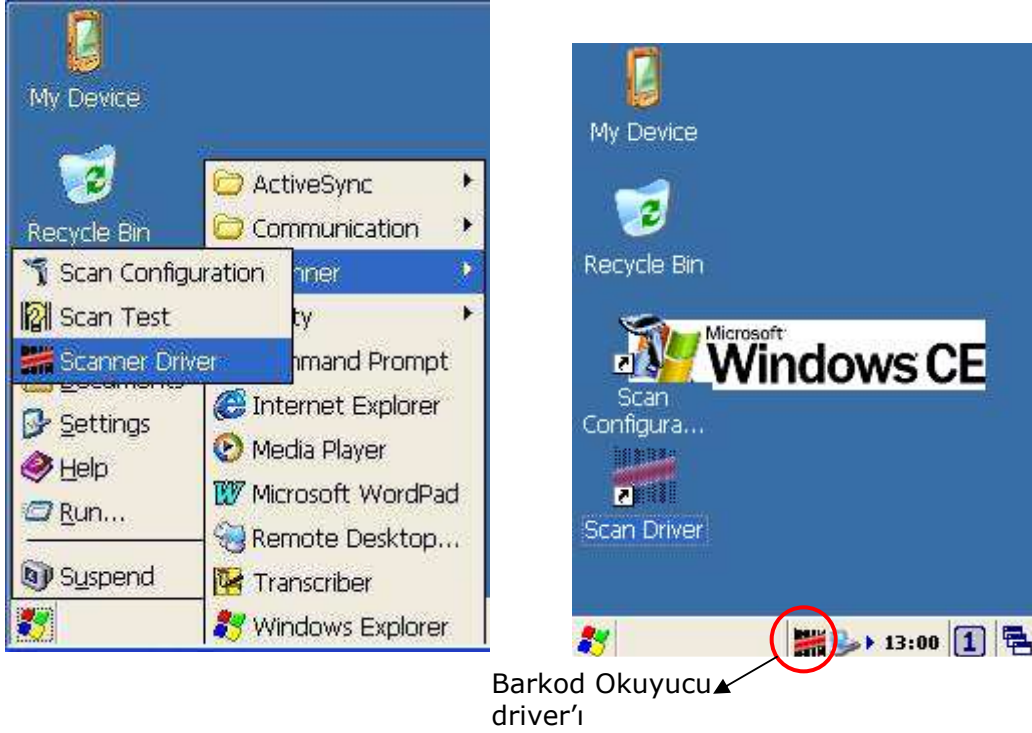 My Device
Recycle Bin
ActiveSync
Communication
Scan Configuration
nner
Scan Test
ty
Scanner Driver
mmand Prompt
Documents
Internet Explorer
Settings
Media Player
Help
Microsoft WordPad
Run...
Remote Desktop...
Suspend
Transcriber
Windows Explorer
My Device
Recycle Bin
Microsoft
Windows CE
Scan
Configura...
Scan Driver
13:00
1
Barkod Okuyucu
driver’ı